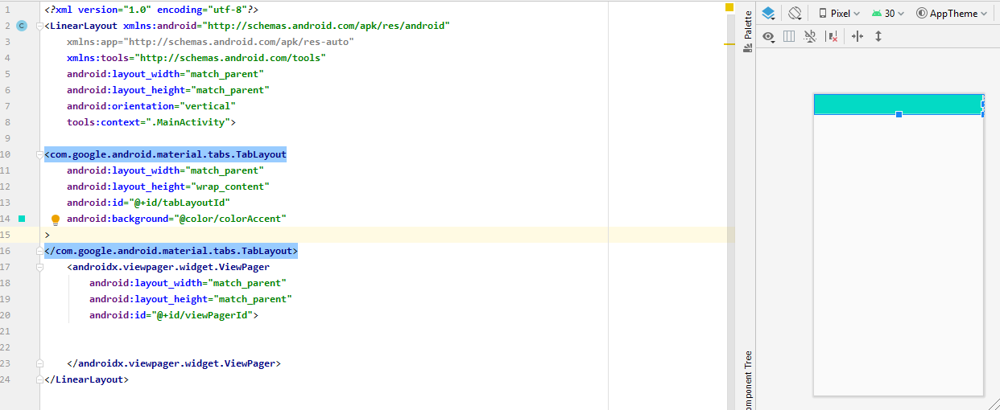 1 <?xml version="1.0" encoding="utf-8"?>
2 <LinearLayout xmlns:android="http://schemas.android.com/apk/res/android"
3 xmlns:app="http://schemas.android.com/apk/res-auto"
4 xmlns:tools="http://schemas.android.com/tools"
5 android:layout_width="match_parent"
6 android:layout_height="match_parent"
7 android:orientation="vertical"
8 tools:context=".MainActivity">
9
10 <com.google.android.material.tabs.TabLayout
11 android:layout_width="match_parent"
12 android:layout_height="wrap_content"
13 android:id="@+id/tabLayoutId"
14 android:background="@color/colorAccent"
15 >
16 </com.google.android.material.tabs.TabLayout>
17 <androidx.viewpager.widget.ViewPager
18 android:layout_width="match_parent"
19 android:layout_height="match_parent"
20 android:id="@+id/viewPagerId">
21
22
23 </androidx.viewpager.widget.ViewPager>
24 </LinearLayout>
C
Palette
Pixel
30
AppTheme
ab
omponent Tree